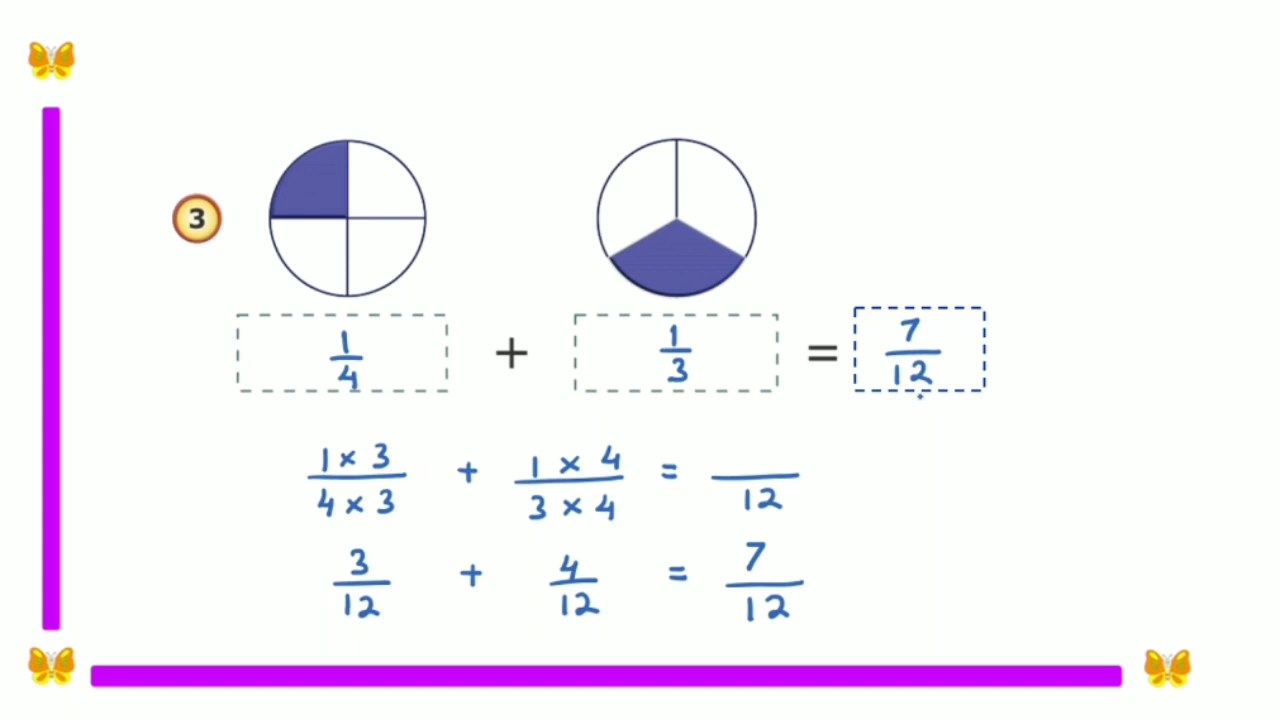 3
1/4 + 1/3 = 7/12
1 × 3 / 4 × 3 + 1 × 4 / 3 × 4 = /12
3/12 + 4/12 = 7/12